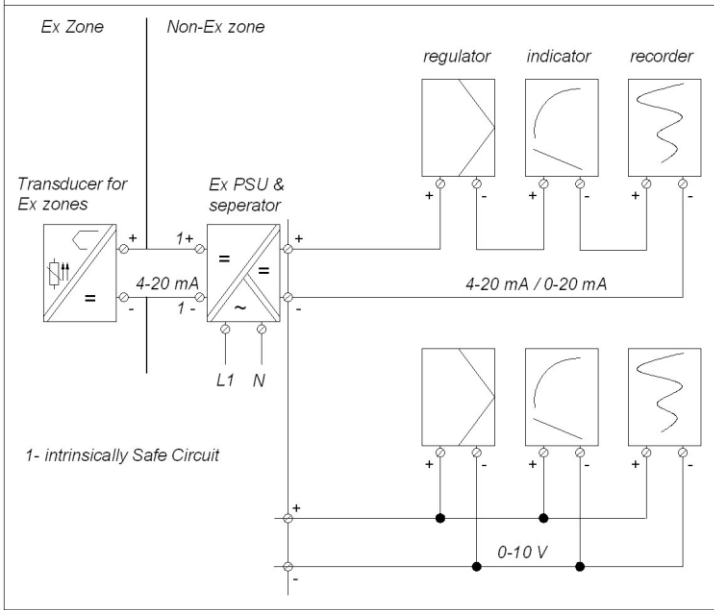 Ex Zone
Non-Ex zone
regulator
indicator
recorder
+ - + - + -
Transducer for
Ex zones
Ex PSU &
seperator
+ 1+ +
=
=
=
4-20 mA
4-20 mA / 0-20 mA
- 1 - -
~
L1 N
+ - + - + -
1- intrinsically Safe Circuit
+
0-10 V
-